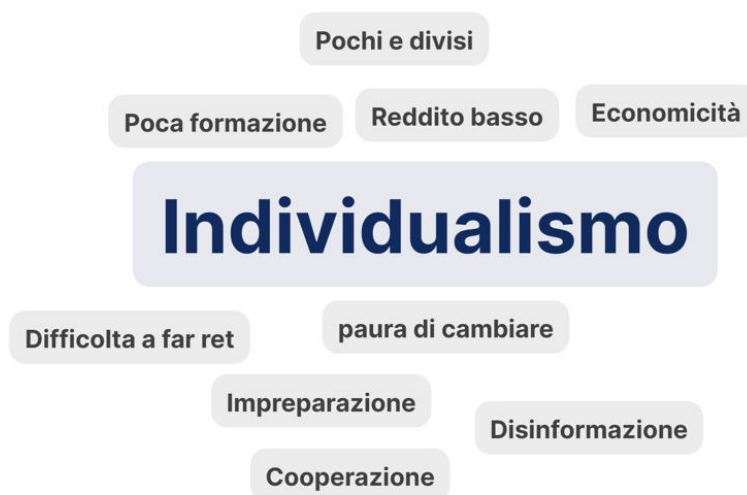 Pochi e divisi
Poca formazione
Reddito basso
Economicità
Individualismo
Difficolta a far ret
paura di cambiare
Impreparazione
Disinformazione
Cooperazione